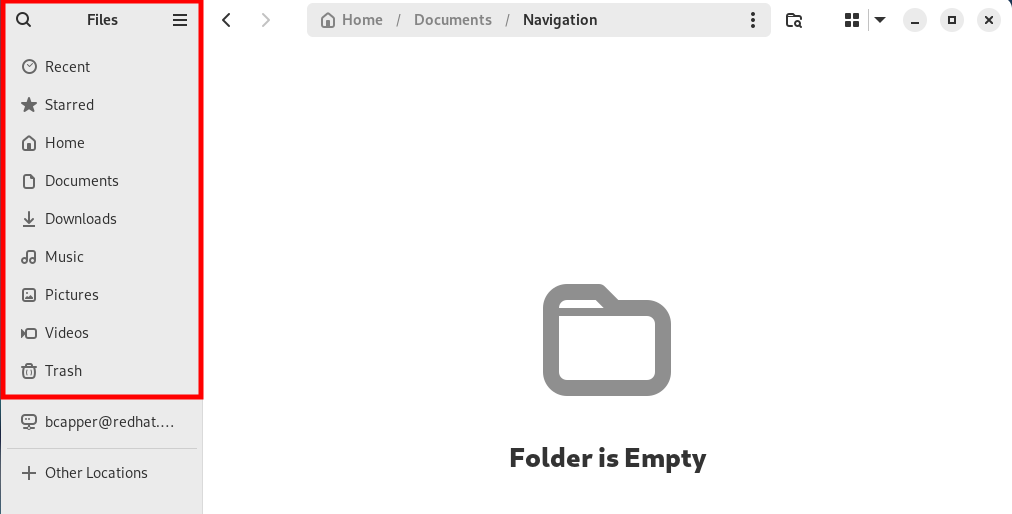 Files
Home / Documents / Navigation
Recent
Starred
Home
Documents
Downloads
Music
Pictures
Videos
Trash
bcapper@redhat....
Other Locations
Folder is Empty